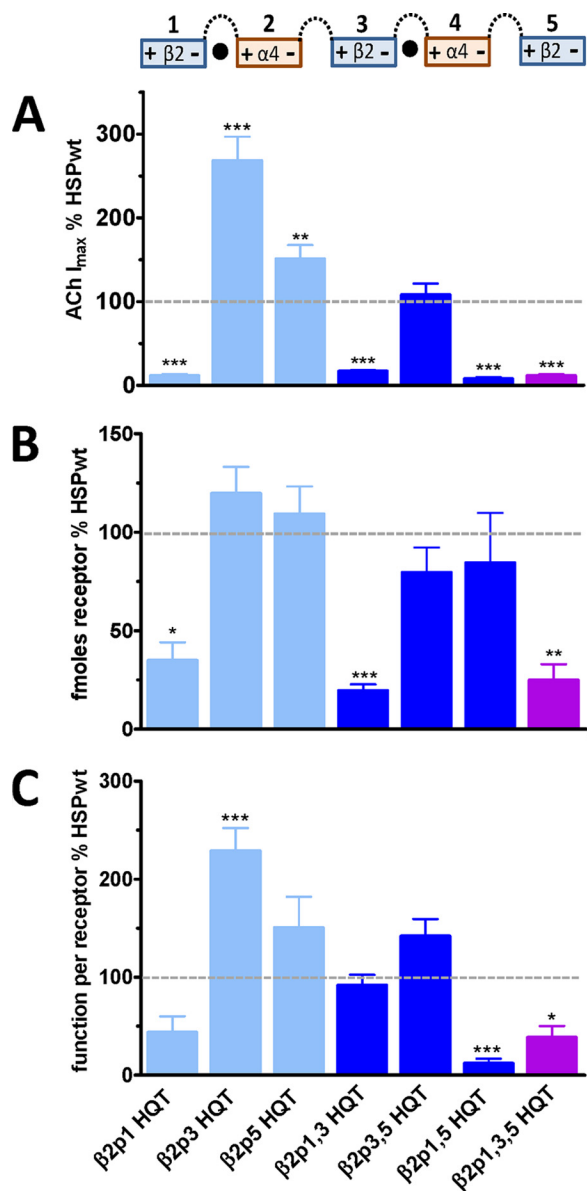 1 2 3 4 5
+ β2 - + α4 - + β2 - + α4 - + β2 -
A
ACh Imax % HSPwt
300
200
100
0
***
***
**
***
***
***
B
fmoles receptor % HSPwt
150
100
50
0
*
***
**
C
function per receptor % HSPwt
300
200
100
0
***
***
*
β2p1 HQT
β2p3 HQT
β2p5 HQT
β2p1,3 HQT
β2p3,5 HQT
β2p1,5 HQT
β2p1,3,5 HQT